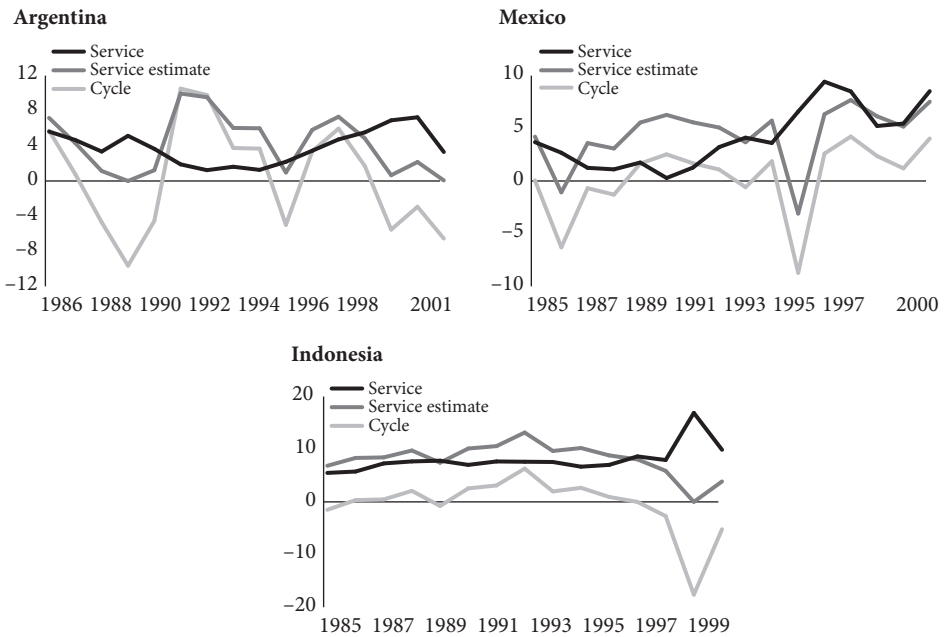 Argentina
Service
Service estimate
Cycle
12
8
4
0
–4
–8
–12
1986 1988 1990 1992 1994 1996 1998 2001
Mexico
Service
Service estimate
Cycle
10
5
0
–5
–10
1985 1987 1989 1991 1993 1995 1997 2000
Indonesia
Service
Service estimate
Cycle
20
10
0
–10
–20
1985 1987 1989 1991 1993 1995 1997 1999